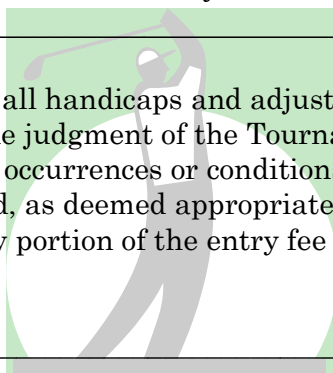 all handicaps and adjust
judgment of the Tourna
occurrences or condition
, as deemed appropriate
portion of the entry fee